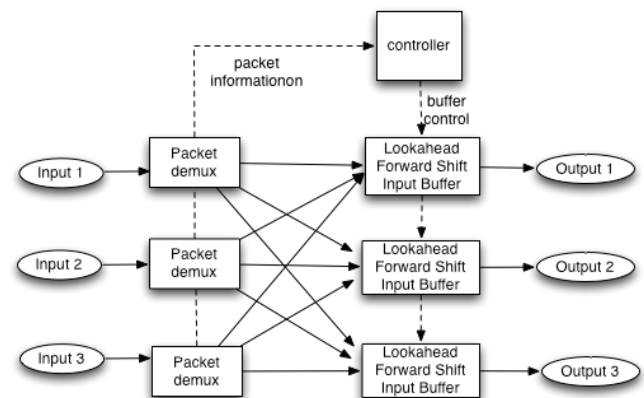 controller
packet
informationon
buffer
control
Input 1
Packet
demux
Lookahead
Forward Shift
Input Buffer
Output 1
Input 2
Packet
demux
Lookahead
Forward Shift
Input Buffer
Output 2
Input 3
Packet
demux
Lookahead
Forward Shift
Input Buffer
Output 3